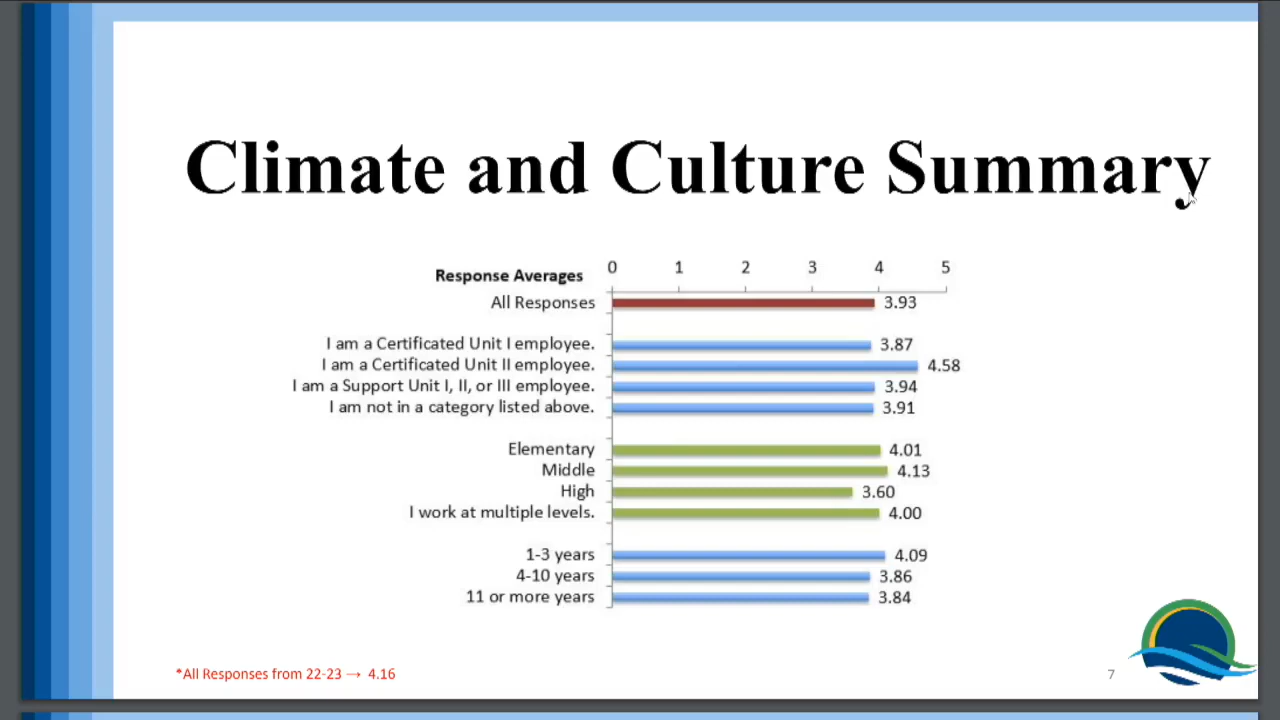 Climate and Culture Summary
Response Averages 0 1 2 3 4 5
All Responses 3.93
I am a Certificated Unit I employee. 3.87
I am a Certificated Unit II employee. 4.58
I am a Support Unit I, II, or III employee. 3.94
I am not in a category listed above. 3.91
Elementary 4.01
Middle 4.13
High 3.60
I work at multiple levels. 4.00
1-3 years 4.09
4-10 years 3.86
11 or more years 3.84
*All Responses from 22-23 → 4.16
7